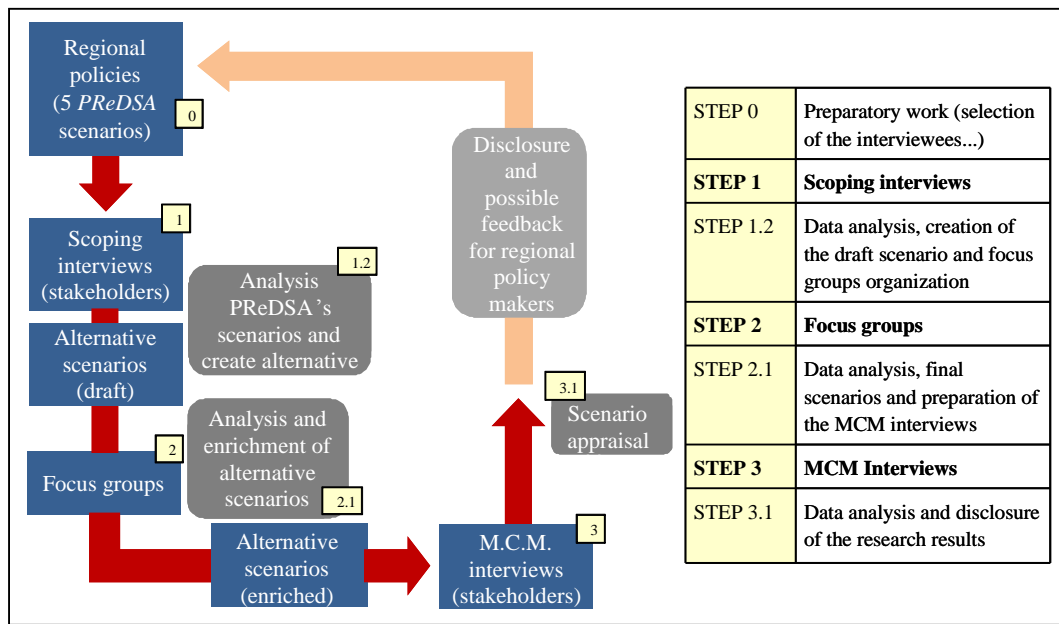 Regional
policies
(5 PReDSA
scenarios)
0
1
Scoping
interviews
(stakeholders)
1.2
Analysis
PReDSA's
scenarios and
create alternative
Alternative
scenarios
(draft)
2
Focus groups
Analysis and
enrichment of
alternative
scenarios
2.1
Alternative
scenarios
(enriched)
3
M.C.M.
interviews
(stakeholders)
3.1
Scenario
appraisal
Disclosure
and
possible
feedback
for regional
policy
makers
STEP 0 Preparatory work (selection
of the interviewees...)
STEP 1 Scoping interviews
STEP 1.2 Data analysis, creation of
the draft scenario and focus
groups organization
STEP 2 Focus groups
STEP 2.1 Data analysis, final
scenarios and preparation of
the MCM interviews
STEP 3 MCM Interviews
STEP 3.1 Data analysis and disclosure
of the research results